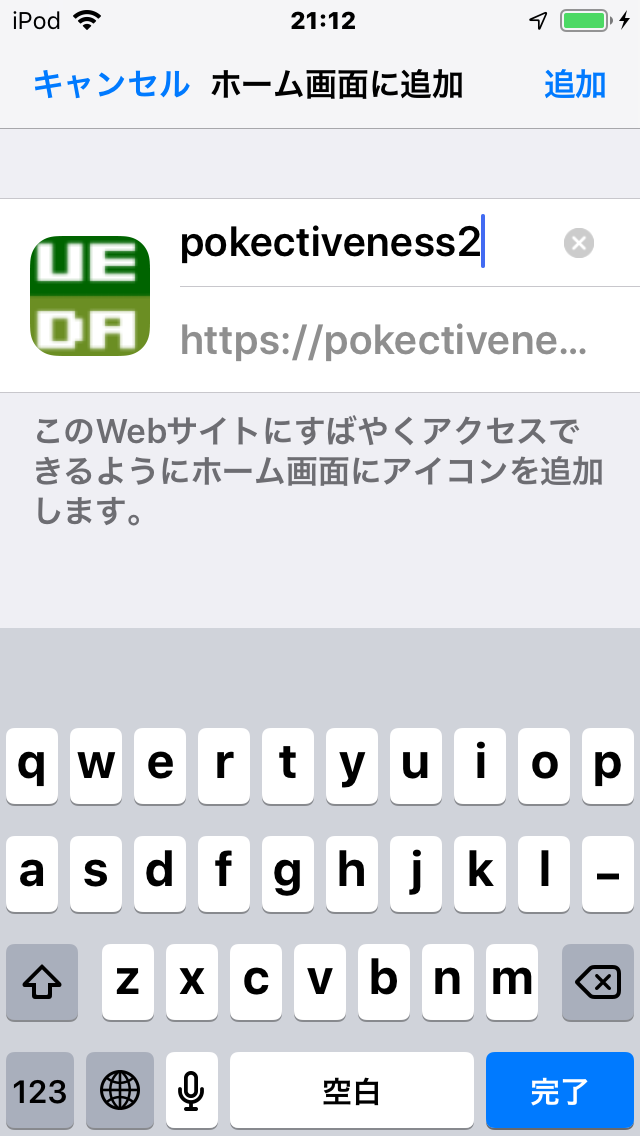 iPod 21:12
キャンセル ホーム画面に追加 追加
UE
DA
pokectiveness2
https://pokectivene...
このWebサイトにすばやくアクセスで
きるようにホーム画面にアイコンを追加
します。
q w e r t y u i o p
a s d f g h j k l –
z x c v b n m
123 空白 完了